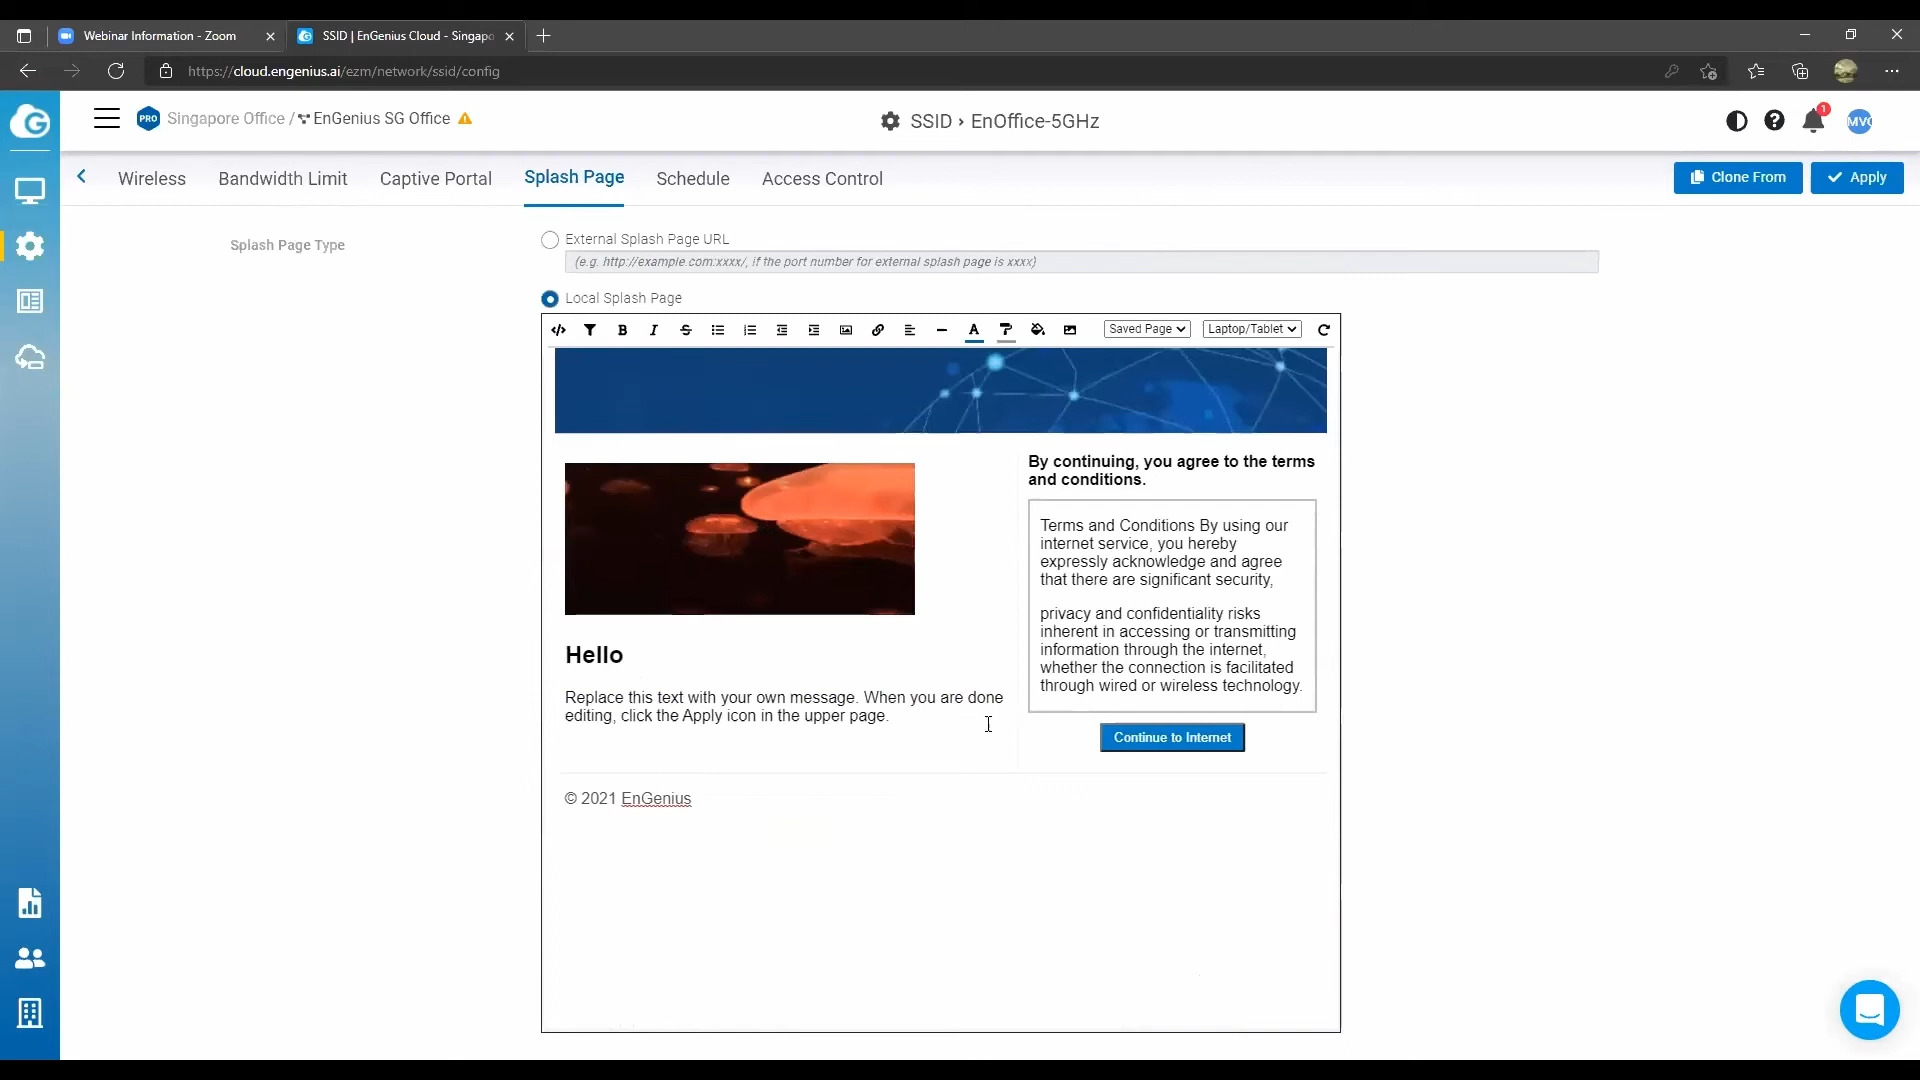 Webinar Information - Zoom
SSID | EnGenius Cloud - Singapo
https://cloud.engenius.ai/ezm/network/ssid/config
PRO
Singapore Office / EnGenius SG Office
SSID › EnOffice-5GHz
1
MVC
Wireless
Bandwidth Limit
Captive Portal
Splash Page
Schedule
Access Control
Clone From
Apply
Splash Page Type
External Splash Page URL
(e.g. http://example.com:xxxx/, if the port number for external splash page is xxxx)
Local Splash Page
Saved Page
Laptop/Tablet
By continuing, you agree to the terms
and conditions.
Terms and Conditions By using our
internet service, you hereby
expressly acknowledge and agree
that there are significant security,
privacy and confidentiality risks
inherent in accessing or transmitting
information through the internet,
whether the connection is facilitated
through wired or wireless technology.
Continue to Internet
Hello
Replace this text with your own message. When you are done
editing, click the Apply icon in the upper page.
© 2021 EnGenius